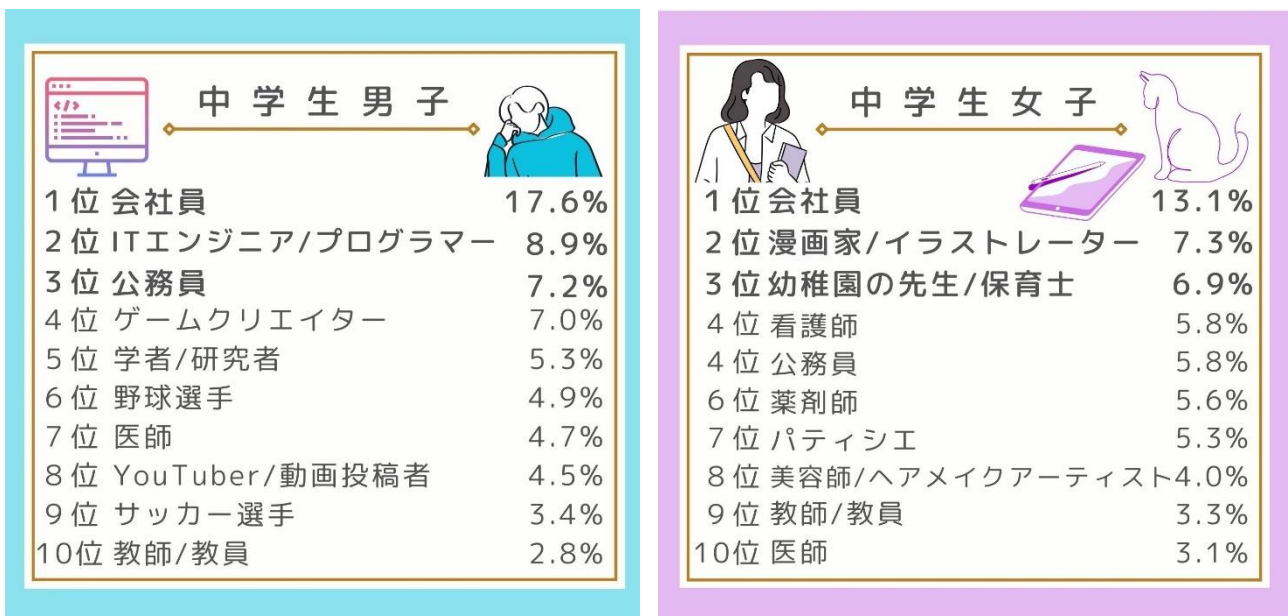 中学生男子
1位 会社員 17.6%
2位 ITエンジニア/プログラマー 8.9%
3位 公務員 7.2%
4位 ゲームクリエイター 7.0%
5位 学者/研究者 5.3%
6位 野球選手 4.9%
7位 医師 4.7%
8位 YouTuber/動画投稿者 4.5%
9位 サッカー選手 3.4%
10位 教師/教員 2.8%
中学生女子
1位 会社員 13.1%
2位 漫画家/イラストレーター 7.3%
3位 幼稚園の先生/保育士 6.9%
4位 看護師 5.8%
4位 公務員 5.8%
6位 薬剤師 5.6%
7位 パティシエ 5.3%
8位 美容師/ヘアメイクアーティスト 4.0%
9位 教師/教員 3.3%
10位 医師 3.1%